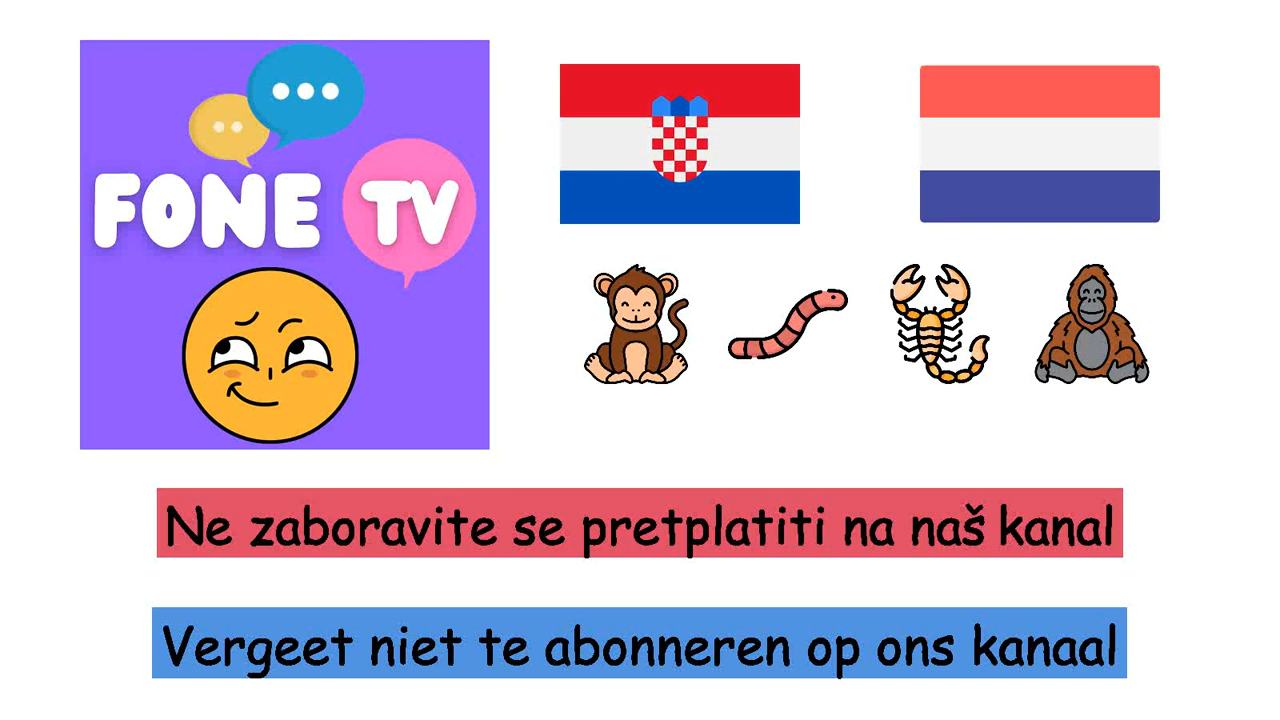 FONE TV
Ne zaboravite se pretplatiti na naš kanal
Vergeet niet te abonneren op ons kanaal